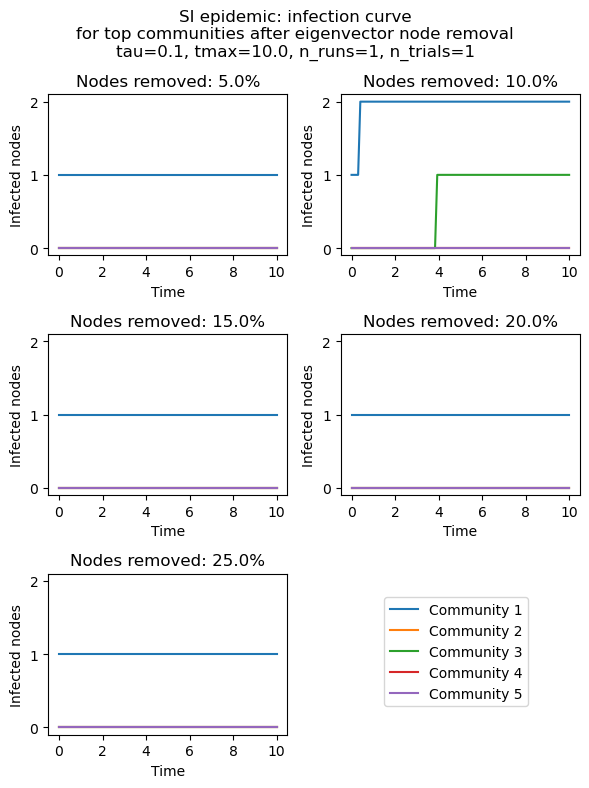 SI epidemic: infection curve
for top communities after eigenvector node removal
tau=0.1, tmax=10.0, n_runs=1, n_trials=1
Nodes removed: 5.0%
Infected nodes
2
1
0
0 2 4 6 8 10
Time
Nodes removed: 10.0%
Infected nodes
2
1
0
0 2 4 6 8 10
Time
Nodes removed: 15.0%
Infected nodes
2
1
0
0 2 4 6 8 10
Time
Nodes removed: 20.0%
Infected nodes
2
1
0
0 2 4 6 8 10
Time
Nodes removed: 25.0%
Infected nodes
2
1
0
0 2 4 6 8 10
Time
Community 1
Community 2
Community 3
Community 4
Community 5